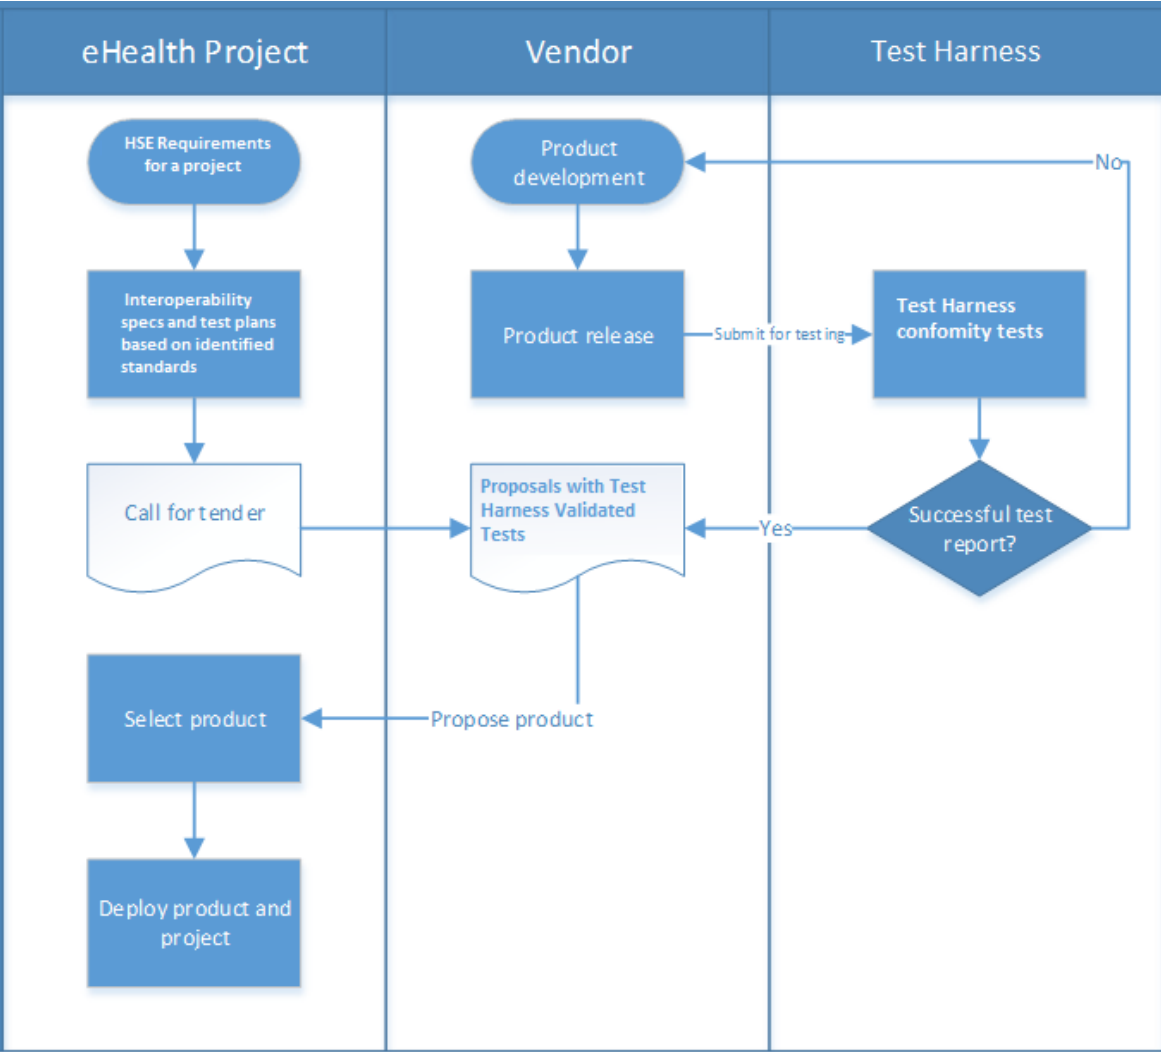 eHealth Project
Vendor
Test Harness
HSE Requirements
for a project
Product
development
No
Interoperability
specs and test plans
based on identified
standards
Product release
Submit for testing
Test Harness
confomity tests
Call for tender
Proposals with Test
Harness Validated
Tests
Yes
Successful test
report?
Select product
Propose product
Deploy product and
project